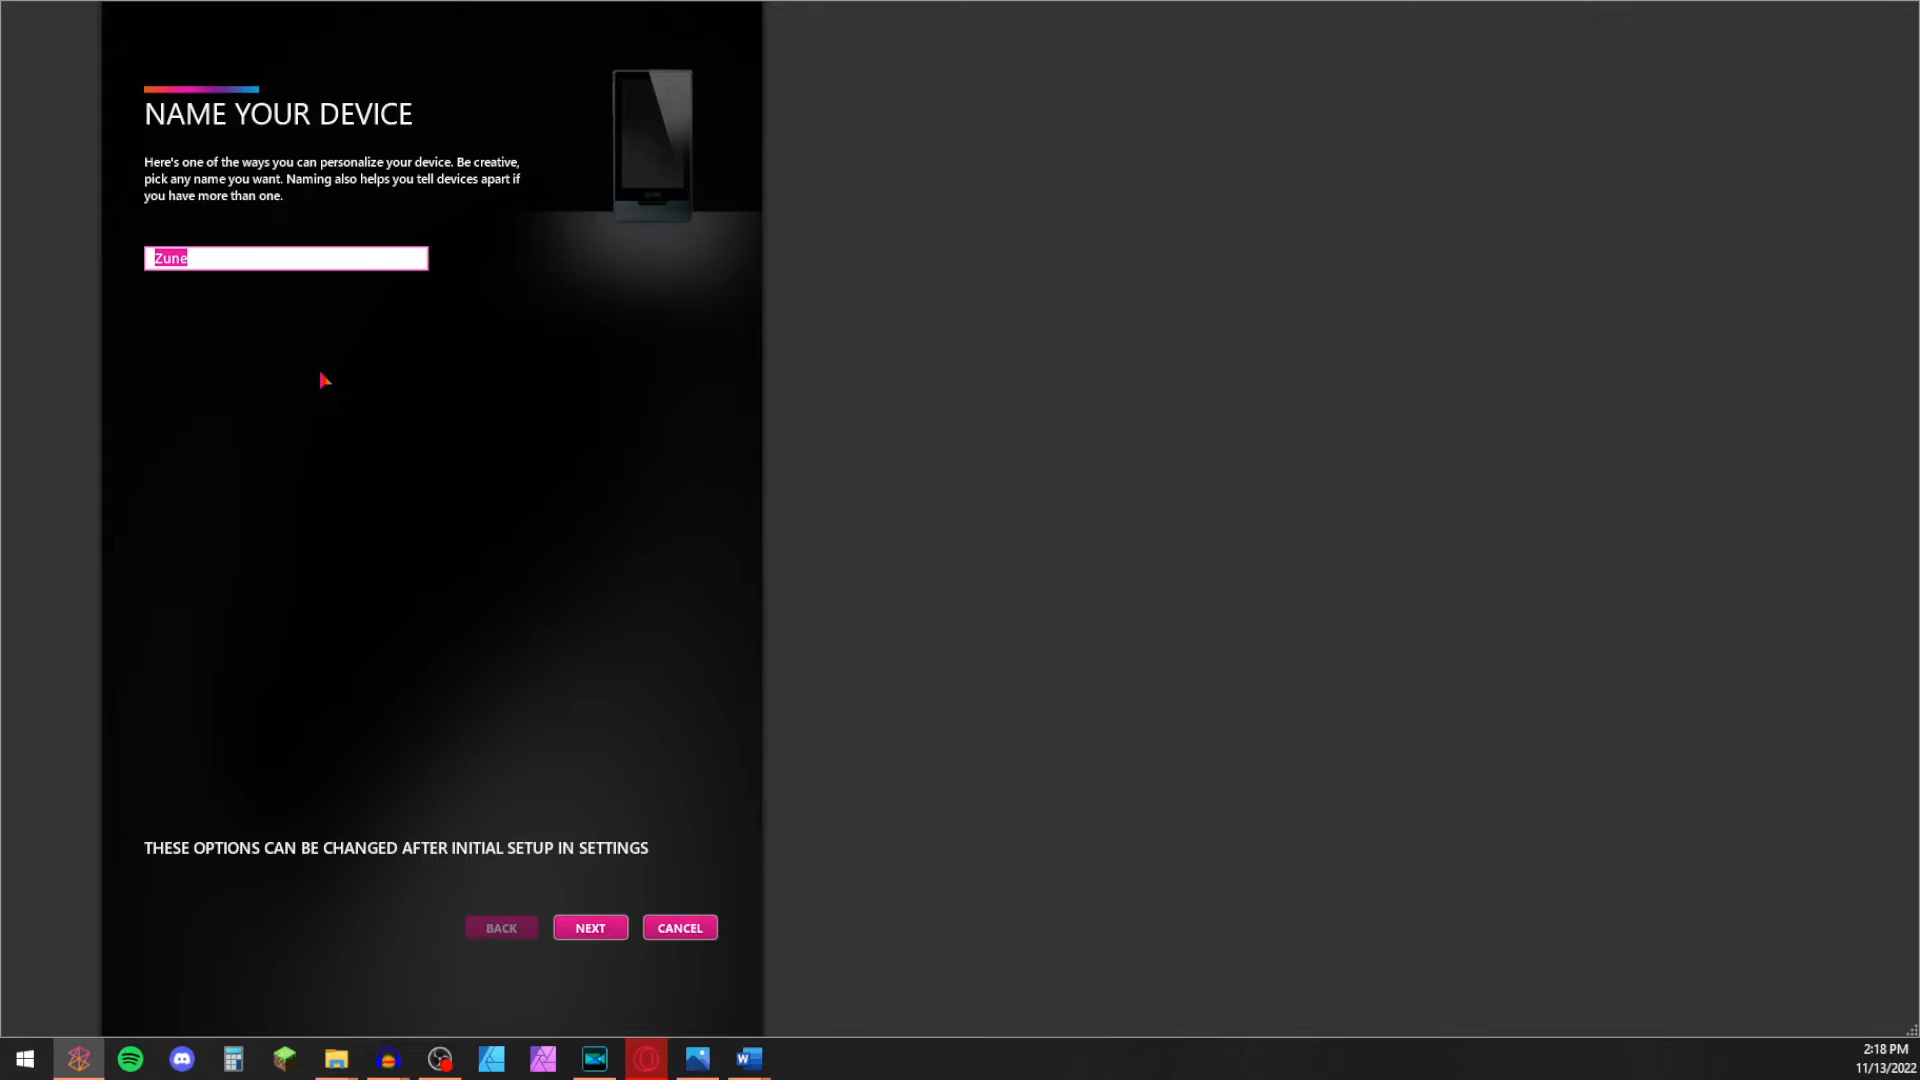 NAME YOUR DEVICE
Here's one of the ways you can personalize your device. Be creative,
pick any name you want. Naming also helps you tell devices apart if
you have more than one.
Zune
THESE OPTIONS CAN BE CHANGED AFTER INITIAL SETUP IN SETTINGS
BACK
NEXT
CANCEL
2:18 PM
11/13/2022